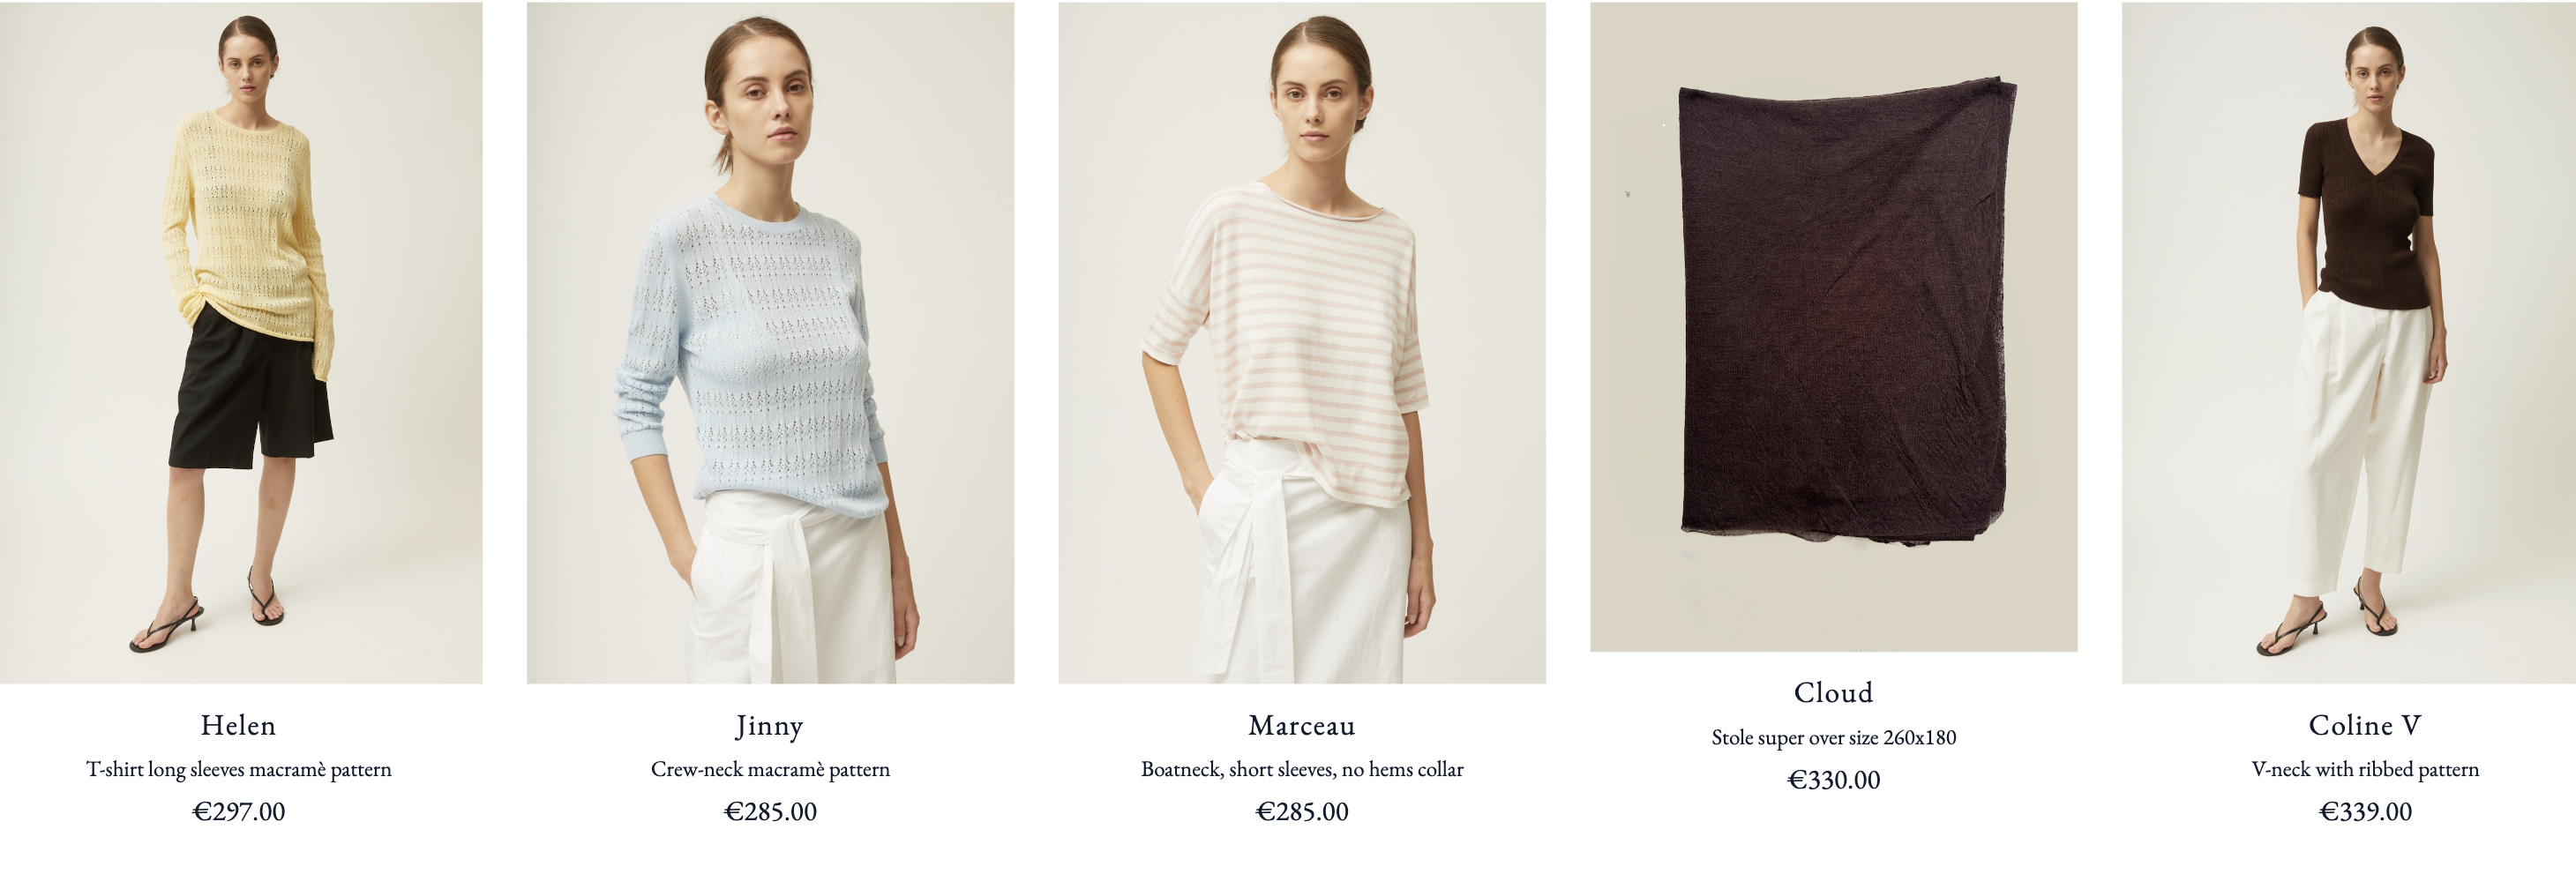 Helen
T-shirt long sleeves macramè pattern
€297.00
Jinny
Crew-neck macramè pattern
€285.00
Marceau
Boatneck, short sleeves, no hems collar
€285.00
Cloud
Stole super over size 260x180
€330.00
Coline V
V-neck with ribbed pattern
€339.00